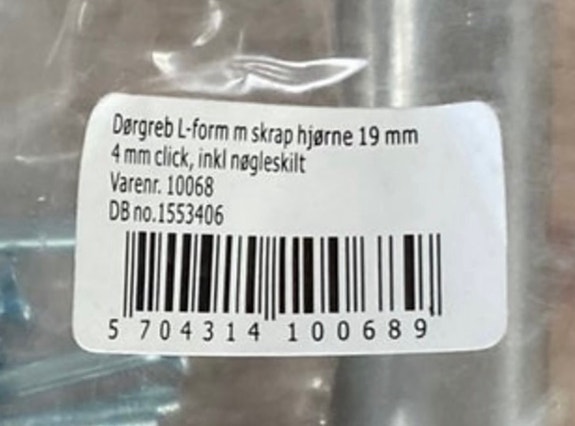 Dørgreb L-form m skrap hjørne 19 mm
4 mm click, inkl nøgleskilt
Varenr. 10068
DB no.1553406
5 704314 100689